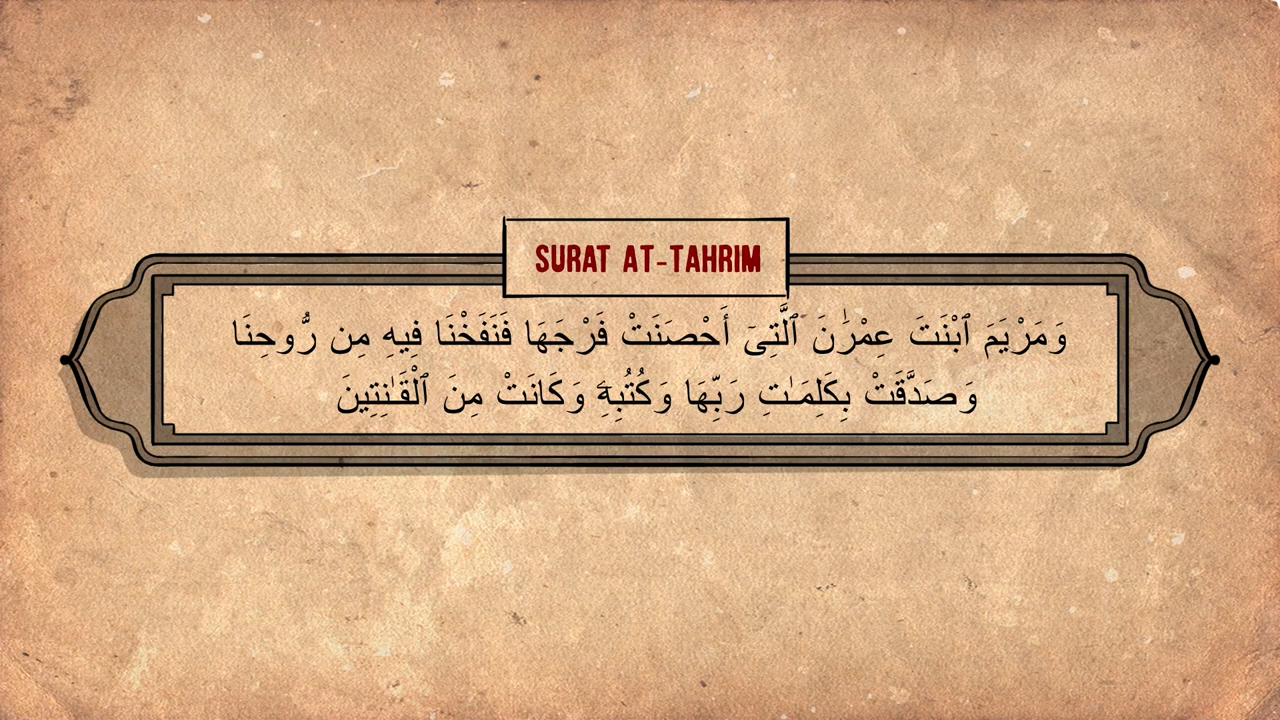 SURAT AT-TAHRIM
وَمَرْيَمَ ٱبْنَتَ عِمْرَٰنَ ٱلَّتِىٓ أَحْصَنَتْ فَرْجَهَا فَنَفَخْنَا فِيهِ مِن رُّوحِنَا
وَصَدَّقَتْ بِكَلِمَـٰتِ رَبِّهَا وَكُتُبِهِۦ وَكَانَتْ مِنَ ٱلْقَـٰنِتِينَ